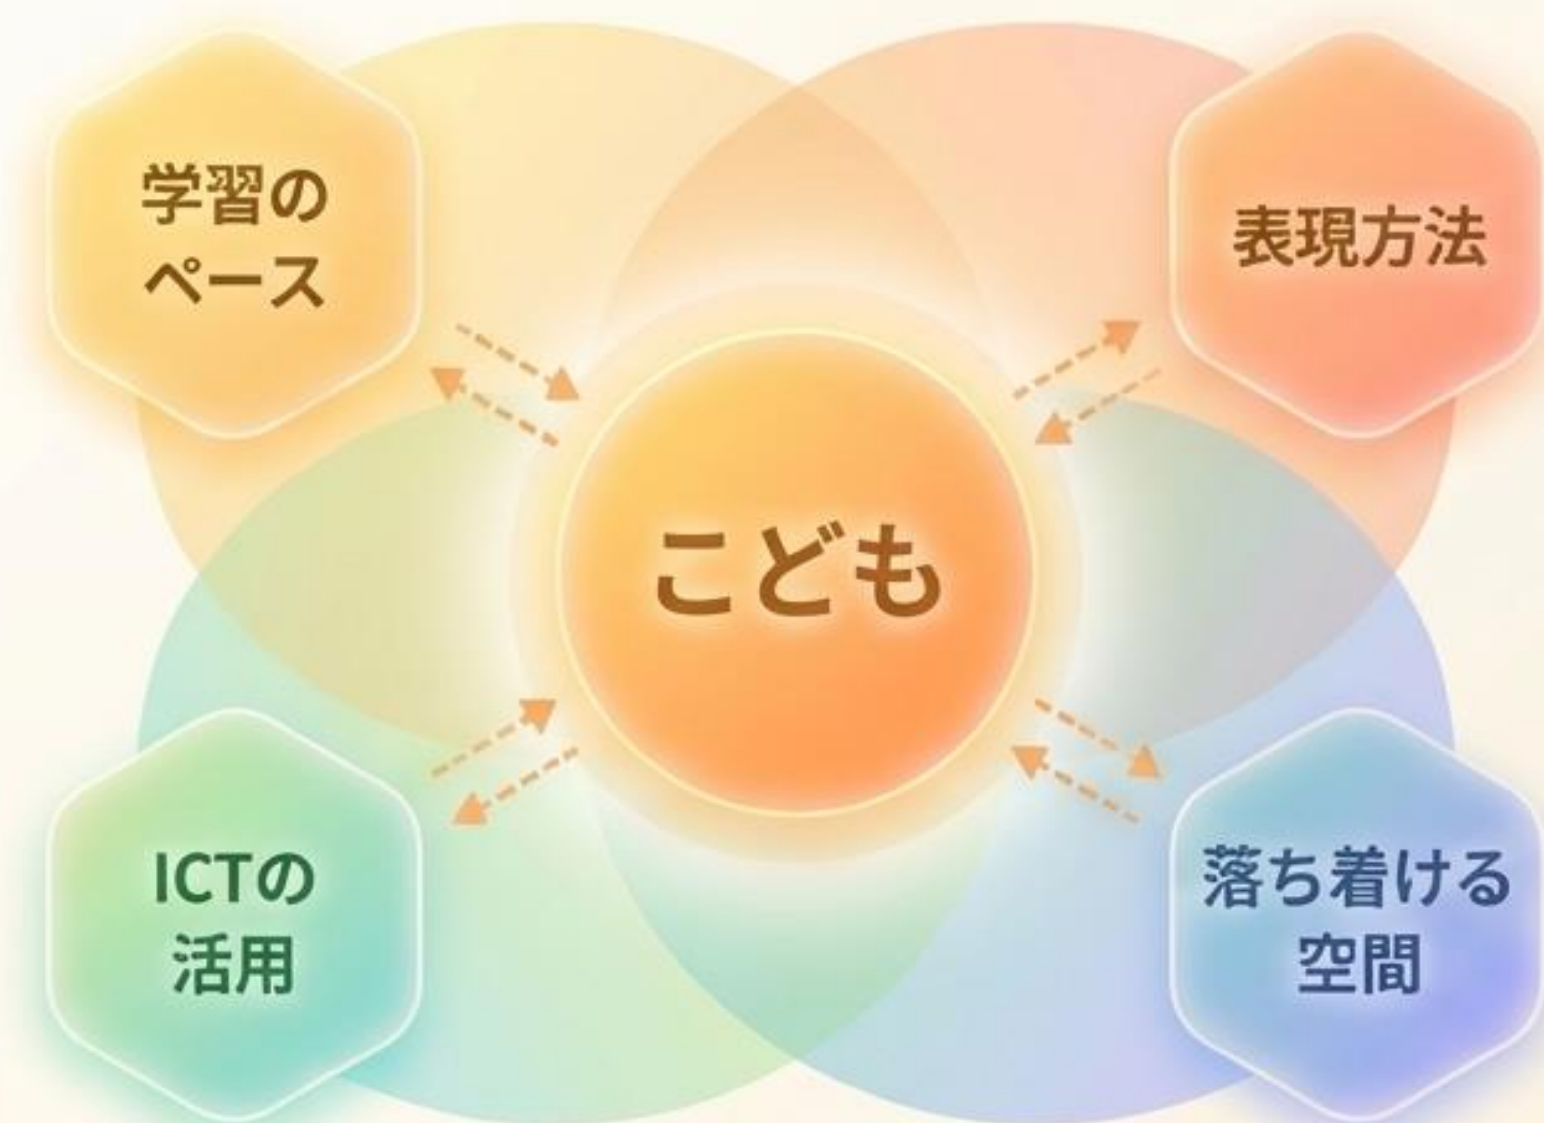 学習の
ペース
表現方法
こども
ICTの
活用
落ち着ける
空間